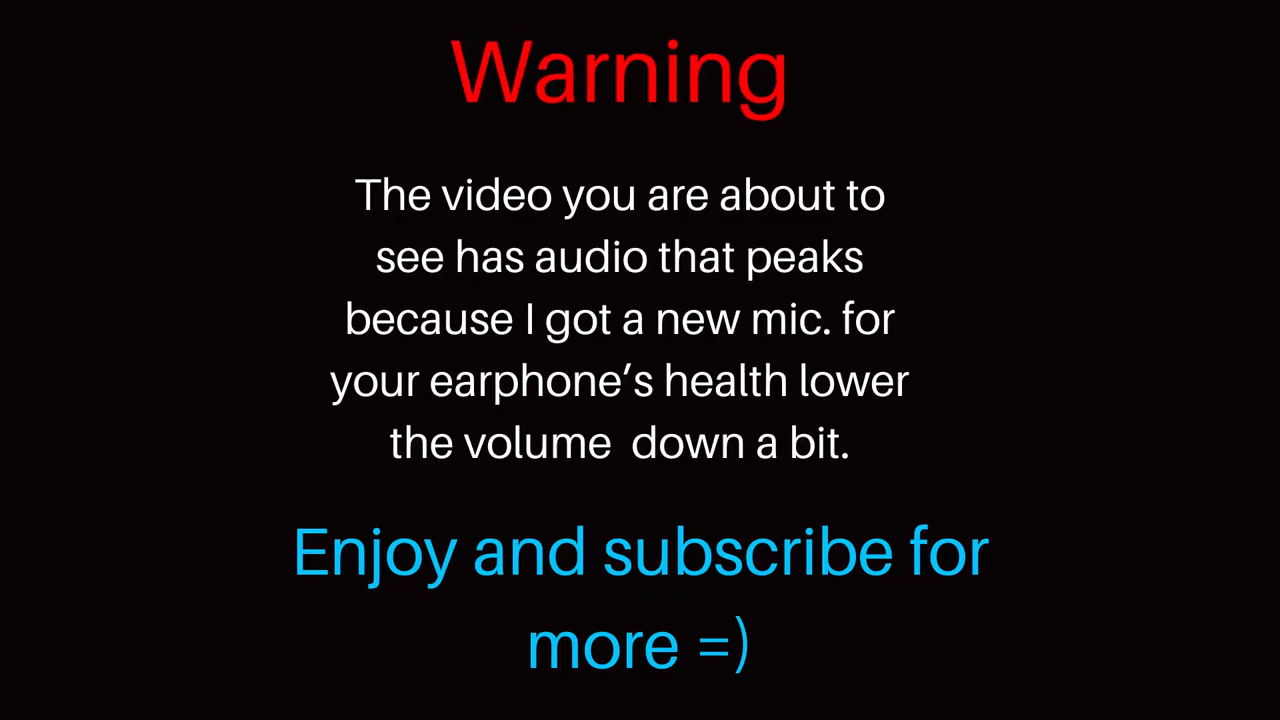 Warning
The video you are about to
see has audio that peaks
because I got a new mic. for
your earphone’s health lower
the volume  down a bit.
Enjoy and subscribe for
more =)